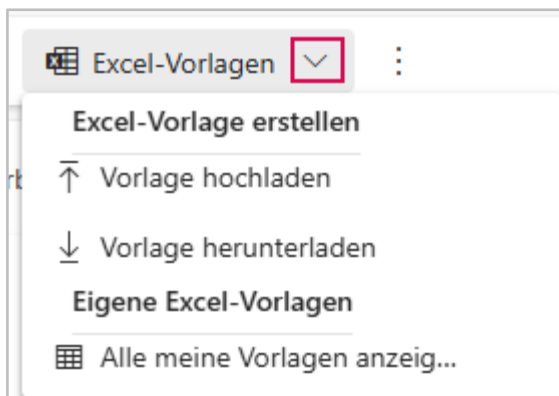 Excel-Vorlagen
Excel-Vorlage erstellen
Vorlage hochladen
Vorlage herunterladen
Eigene Excel-Vorlagen
Alle meine Vorlagen anzeig...